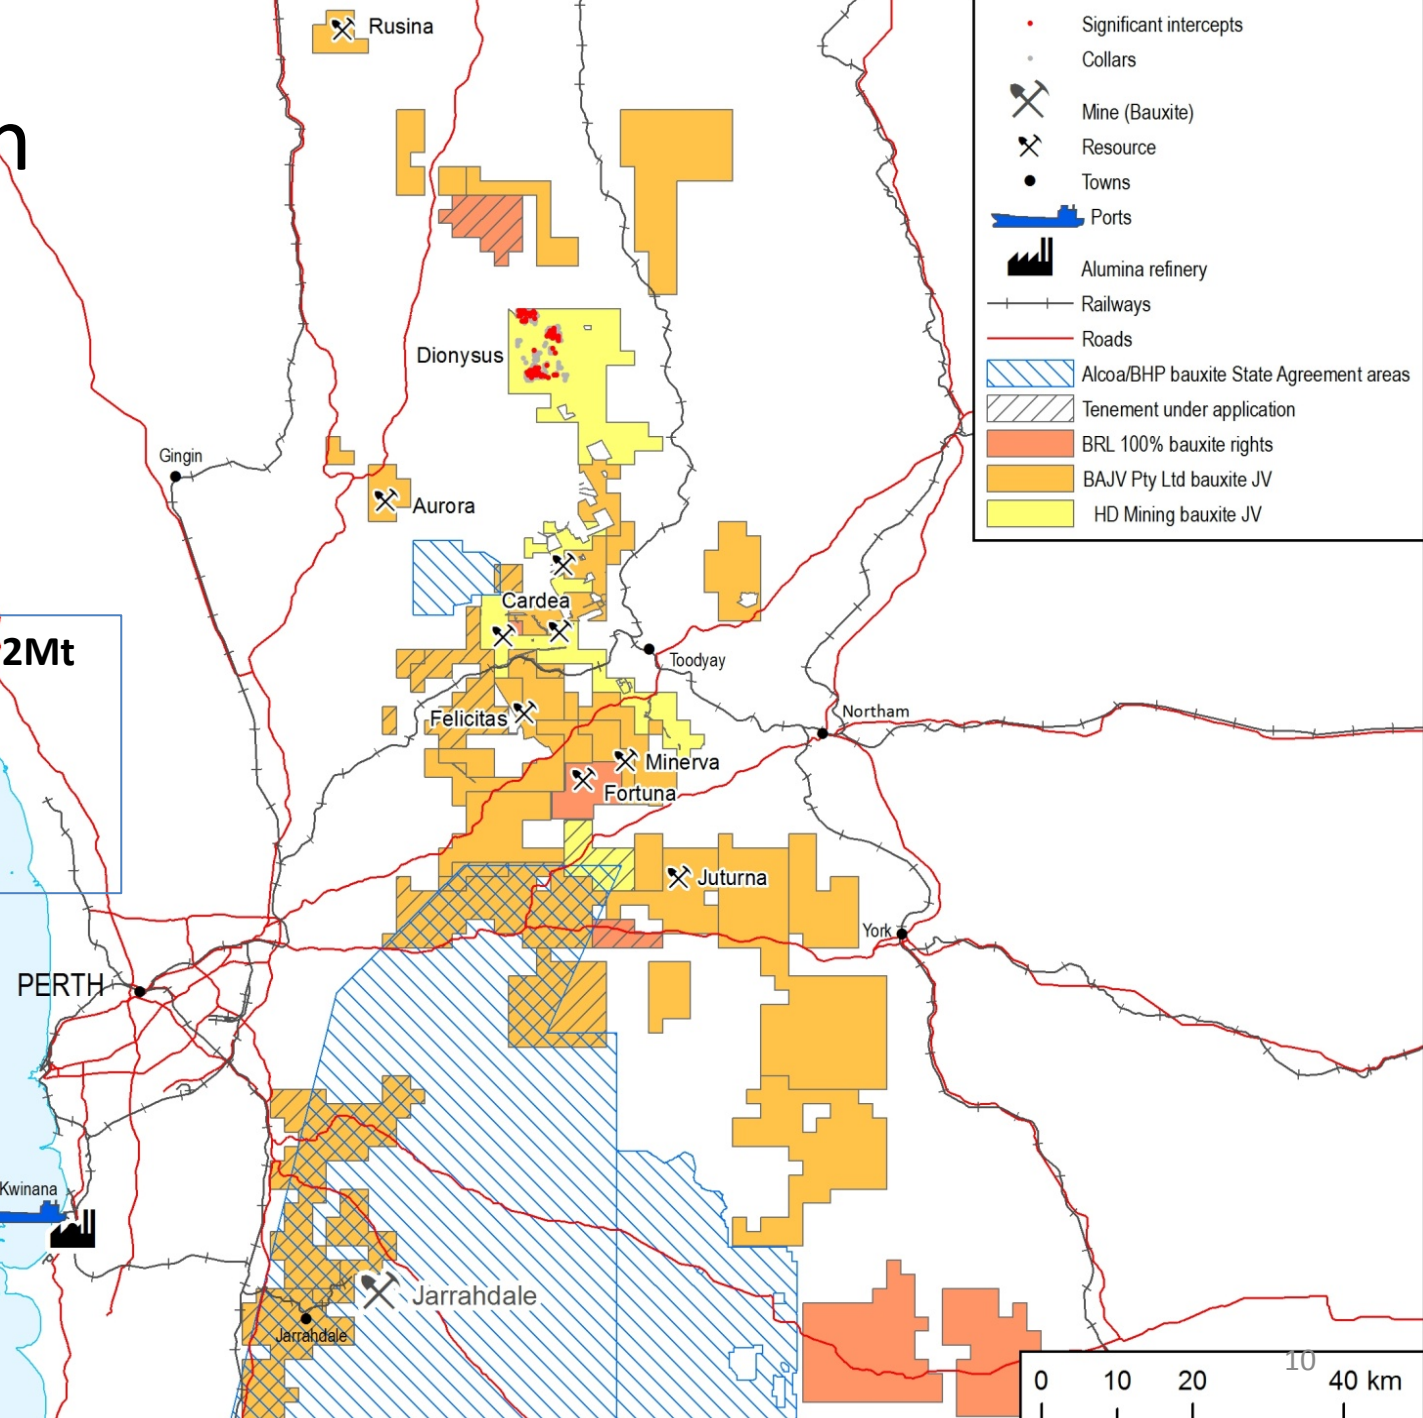 n
Rusina
Significant intercepts
Collars
Mine (Bauxite)
Resource
Towns
Ports
Alumina refinery
Railways
Roads
Alcoa/BHP bauxite State Agreement areas
Tenement under application
BRL 100% bauxite rights
BAJV Pty Ltd bauxite JV
HD Mining bauxite JV
Dionysus
Gingin
Aurora
Cardea
2Mt
Toodyay
Felicitas
Northam
Minerva
Fortuna
Juturna
York
PERTH
Kwinana
Jarrahdale
Jarrahdale
10
0 10 20 40 km